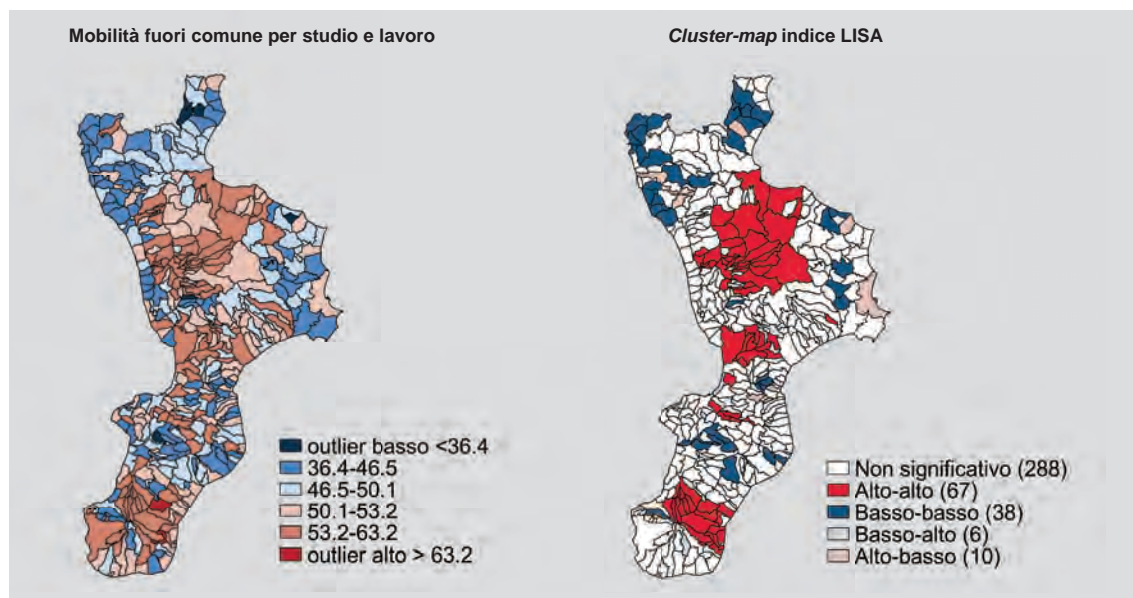 Mobilità fuori comune per studio e lavoro
Cluster-map indice LISA
outlier basso <36.4
36.4-46.5
46.5-50.1
50.1-53.2
53.2-63.2
outlier alto > 63.2
Non significativo (288)
Alto-alto (67)
Basso-basso (38)
Basso-alto (6)
Alto-basso (10)